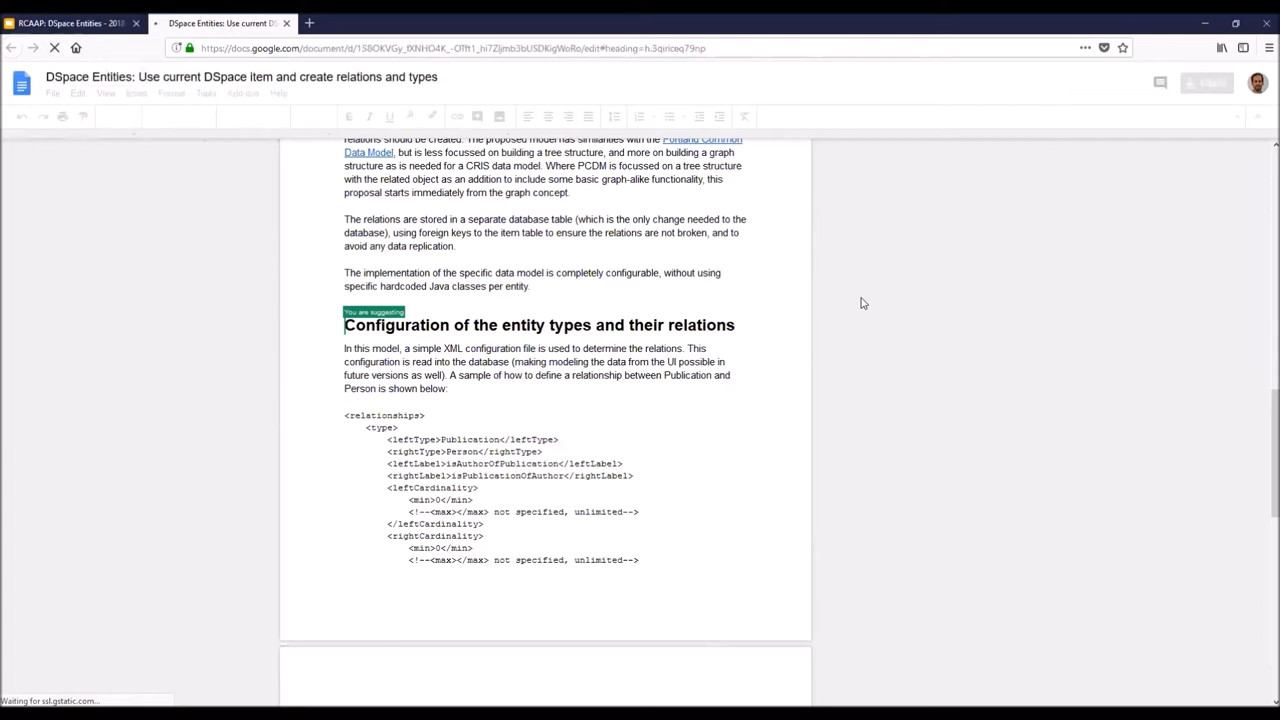 RCAAP: DSpace Entities - 2018
DSpace Entities: Use current DS
https://docs.google.com/document/d/158OKVGy_fXNHO4K_-OTft1_hi7ZIjmb3bUSDKigWoRo/edit#heading=h.3qiriceq79np
DSpace Entities: Use current DSpace item and create relations and types
File Edit View Insert Format Tools Add-ons Help
Share
relations should be created. The proposed model has similarities with the Portland Common
Data Model, but is less focussed on building a tree structure, and more on building a graph
structure as is needed for a CRIS data model. Where PCDM is focussed on a tree structure
with the related object as an addition to include some basic graph-alike functionality, this
proposal starts immediately from the graph concept.
The relations are stored in a separate database table (which is the only change needed to the
database), using foreign keys to the item table to ensure the relations are not broken, and to
avoid any data replication.
The implementation of the specific data model is completely configurable, without using
specific hardcoded Java classes per entity.
You are suggesting
Configuration of the entity types and their relations
In this model, a simple XML configuration file is used to determine the relations. This
configuration is read into the database (making modeling the data from the UI possible in
future versions as well). A sample of how to define a relationship between Publication and
Person is shown below:
<relationships>
<type>
<leftType>Publication</leftType>
<rightType>Person</rightType>
<leftLabel>isAuthorOfPublication</leftLabel>
<rightLabel>isPublicationOfAuthor</rightLabel>
<leftCardinality>
<min>0</min>
<!--<max></max> not specified, unlimited-->
</leftCardinality>
<rightCardinality>
<min>0</min>
<!--<max></max> not specified, unlimited-->
Waiting for ssl.gstatic.com...